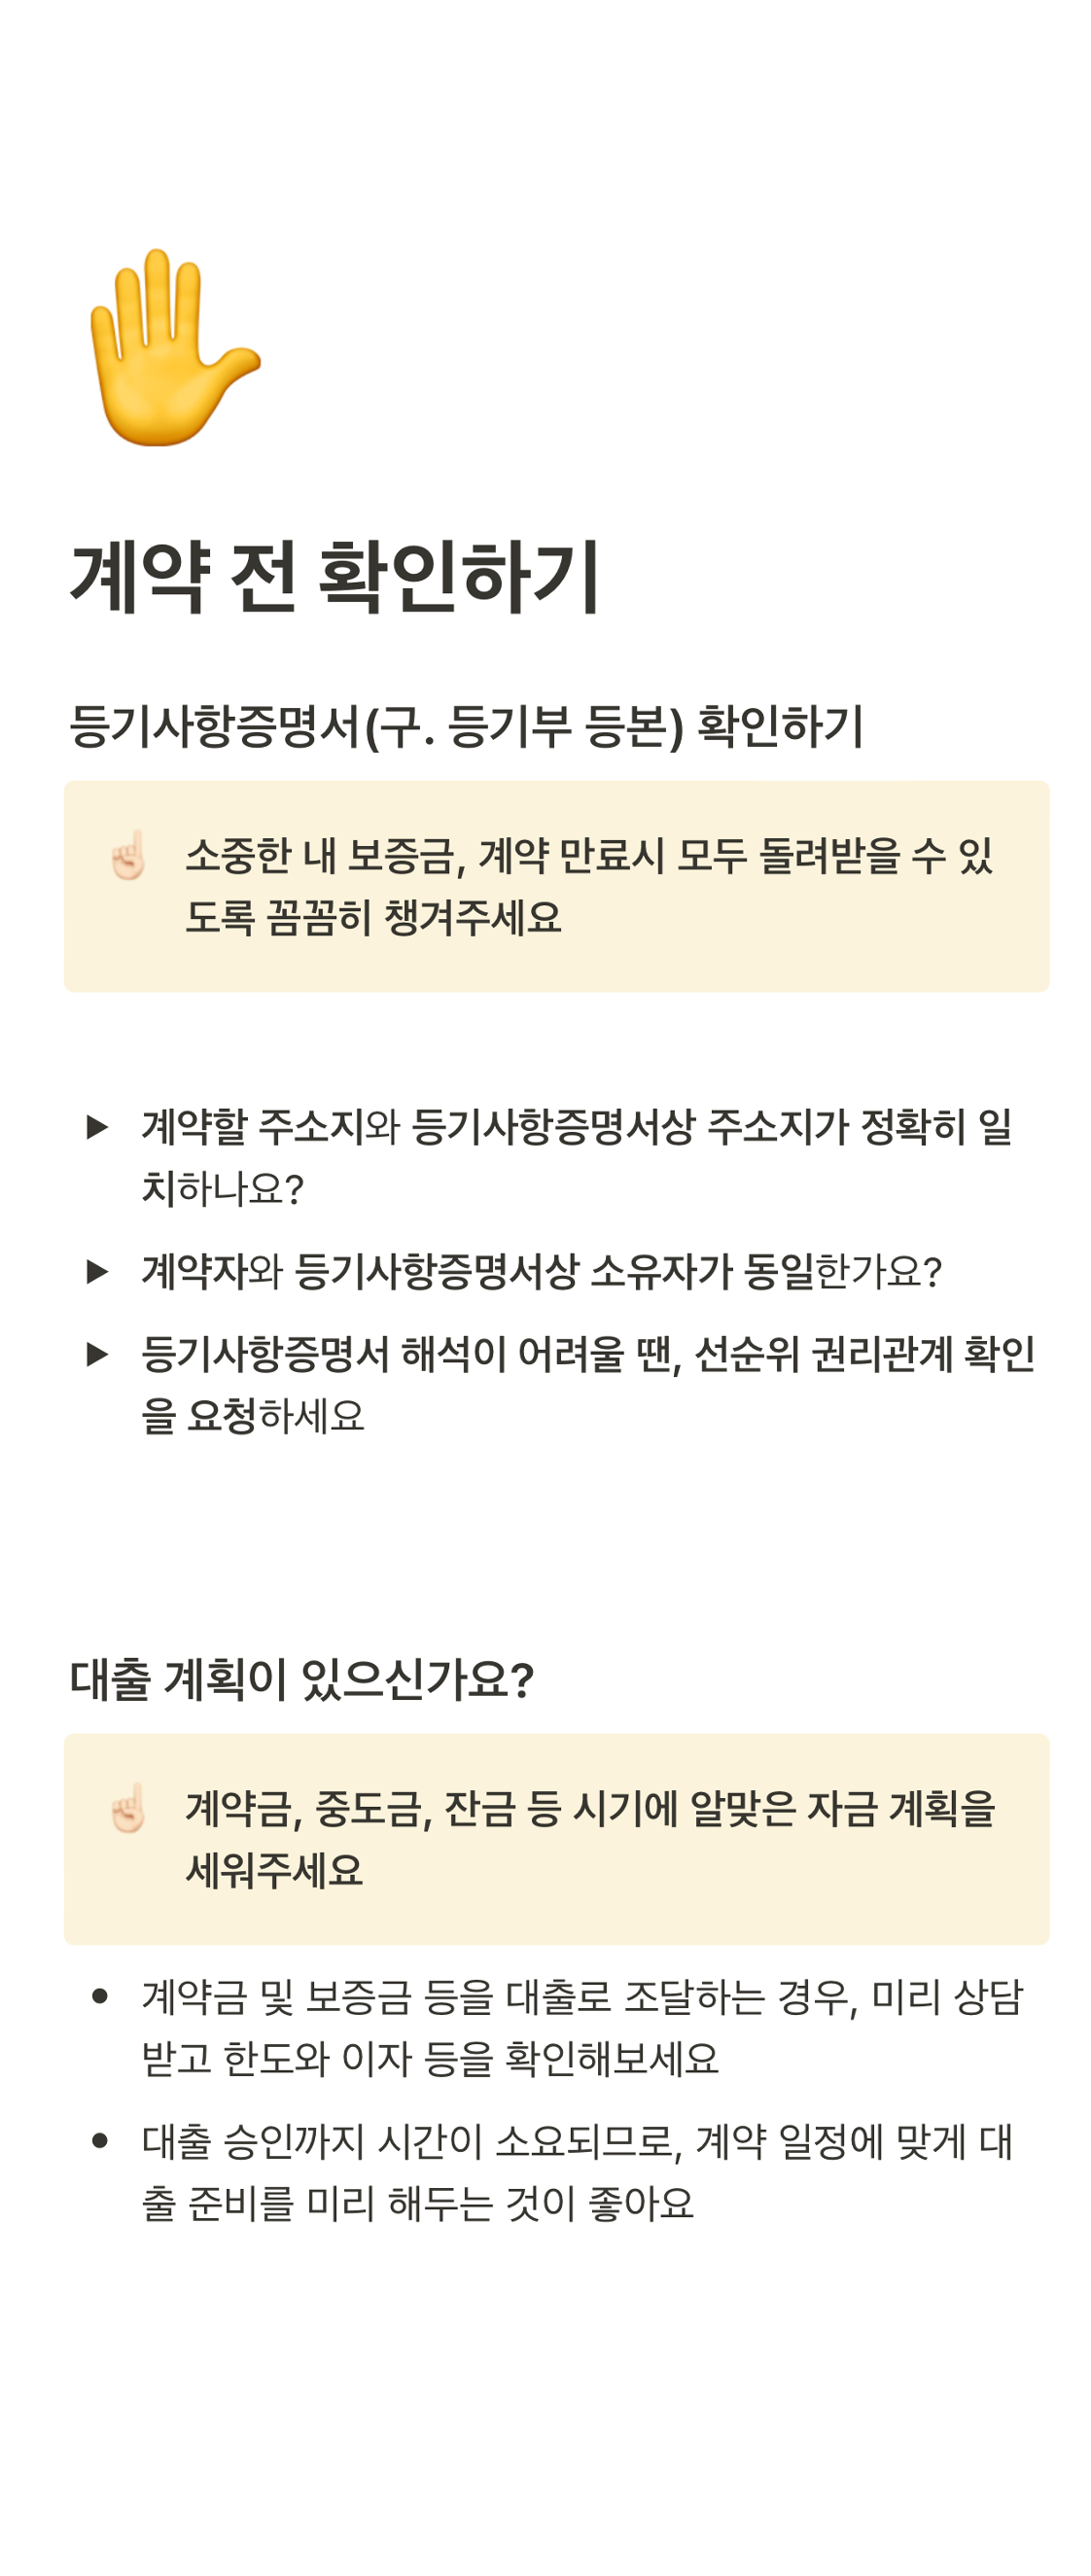 계약 전 확인하기
등기사항증명서(구. 등기부 등본) 확인하기
소중한 내 보증금, 계약 만료시 모두 돌려받을 수 있
도록 꼼꼼히 챙겨주세요
계약할 주소지와 등기사항증명서상 주소지가 정확히 일
치하나요?
계약자와 등기사항증명서상 소유자가 동일한가요?
등기사항증명서 해석이 어려울 땐, 선순위 권리관계 확인
을 요청하세요
대출 계획이 있으신가요?
계약금, 중도금, 잔금 등 시기에 알맞은 자금 계획을
세워주세요
계약금 및 보증금 등을 대출로 조달하는 경우, 미리 상담
받고 한도와 이자 등을 확인해보세요
대출 승인까지 시간이 소요되므로, 계약 일정에 맞게 대
출 준비를 미리 해두는 것이 좋아요